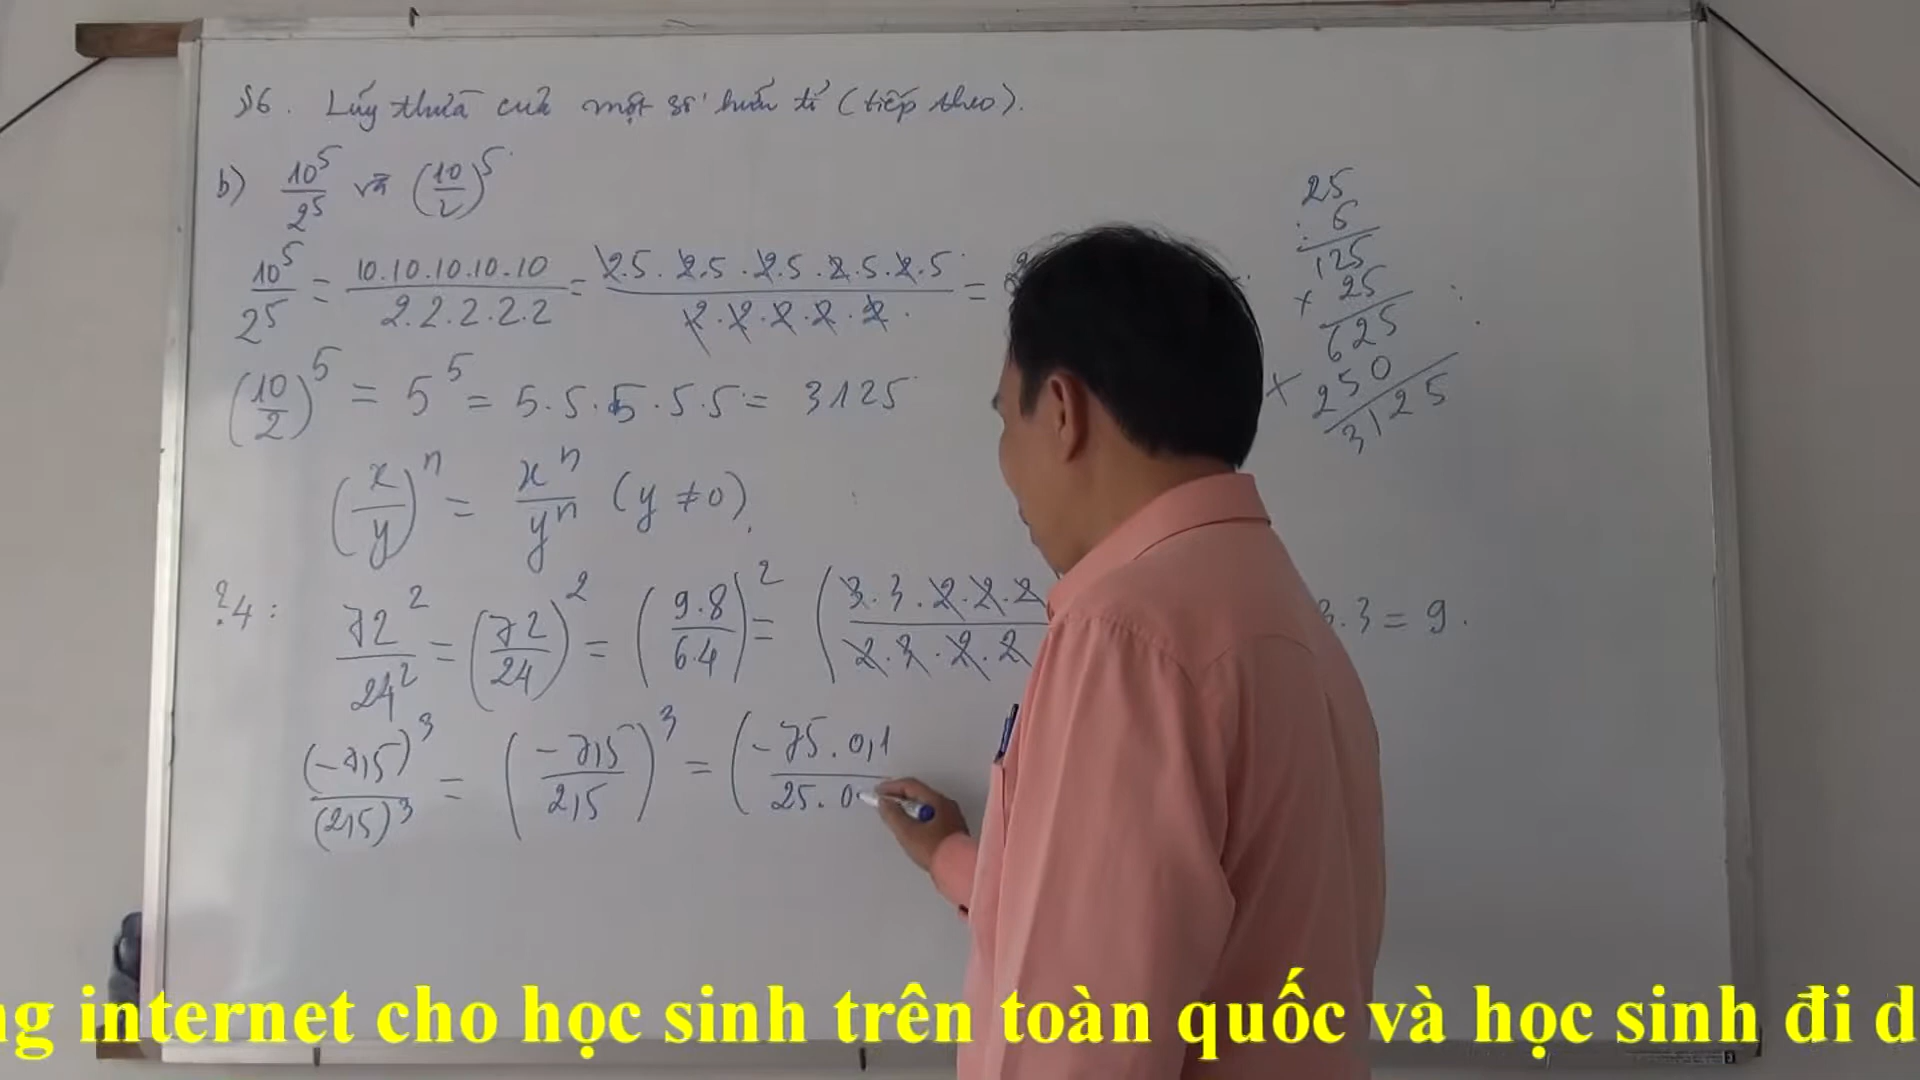 §6. Lũy thừa của một số hữu tỉ (tiếp theo).
b) 10^5/2^5 và (10/2)^5
10^5/2^5 = 10.10.10.10.10/2.2.2.2.2 = 2.5.2.5.2.5.2.5.2.5/2.2.2.2.2 =
(10/2)^5 = 5^5 = 5.5.5.5.5 = 3125
(x/y)^n = x^n/y^n (y ≠ 0).
?4: 72^2/24^2 = (72/24)^2 = (9.8/6.4)^2 = (3.3.2.2.2/2.3.2.2 3.3 = 9.
(-7,5)^3/(2,5)^3 = (-7,5/2,5)^3 = (-75.0,1/25.0
25
125
× 25
625
× 250
3125
internet cho học sinh trên toàn quốc và học sinh đi d